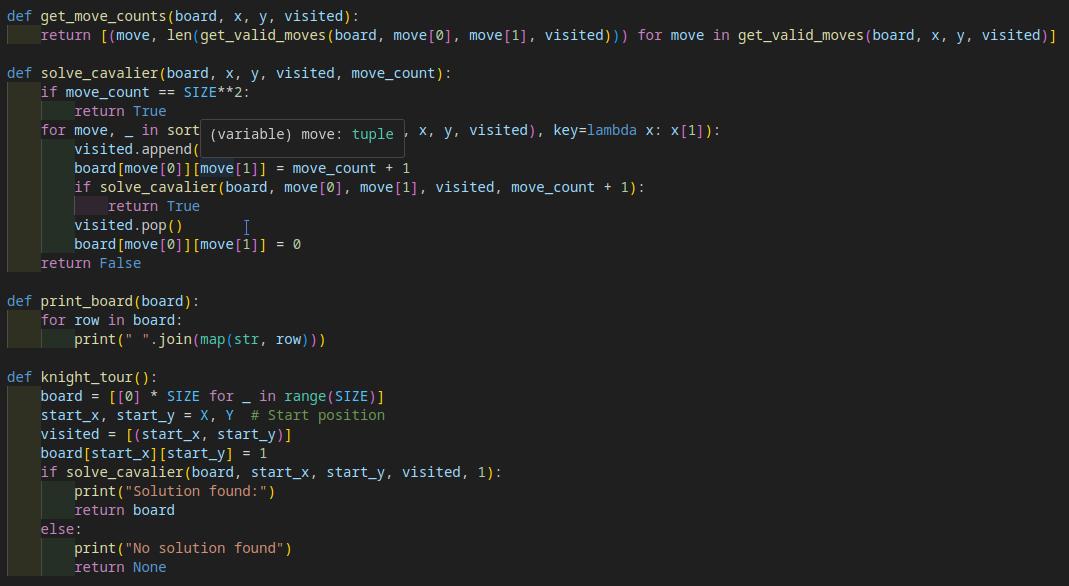 def get_move_counts(board, x, y, visited):
    return [(move, len(get_valid_moves(board, move[0], move[1], visited))) for move in get_valid_moves(board, x, y, visited)]

def solve_cavalier(board, x, y, visited, move_count):
    if move_count == SIZE**2:
        return True
    for move, _ in sort (variable) move: tuple , x, y, visited), key=lambda x: x[1]):
        visited.append(
        board[move[0]][move[1]] = move_count + 1
        if solve_cavalier(board, move[0], move[1], visited, move_count + 1):
            return True
        visited.pop()
        board[move[0]][move[1]] = 0
    return False

def print_board(board):
    for row in board:
        print(" ".join(map(str, row)))

def knight_tour():
    board = [[0] * SIZE for _ in range(SIZE)]
    start_x, start_y = X, Y  # Start position
    visited = [(start_x, start_y)]
    board[start_x][start_y] = 1
    if solve_cavalier(board, start_x, start_y, visited, 1):
        print("Solution found:")
        return board
    else:
        print("No solution found")
        return None